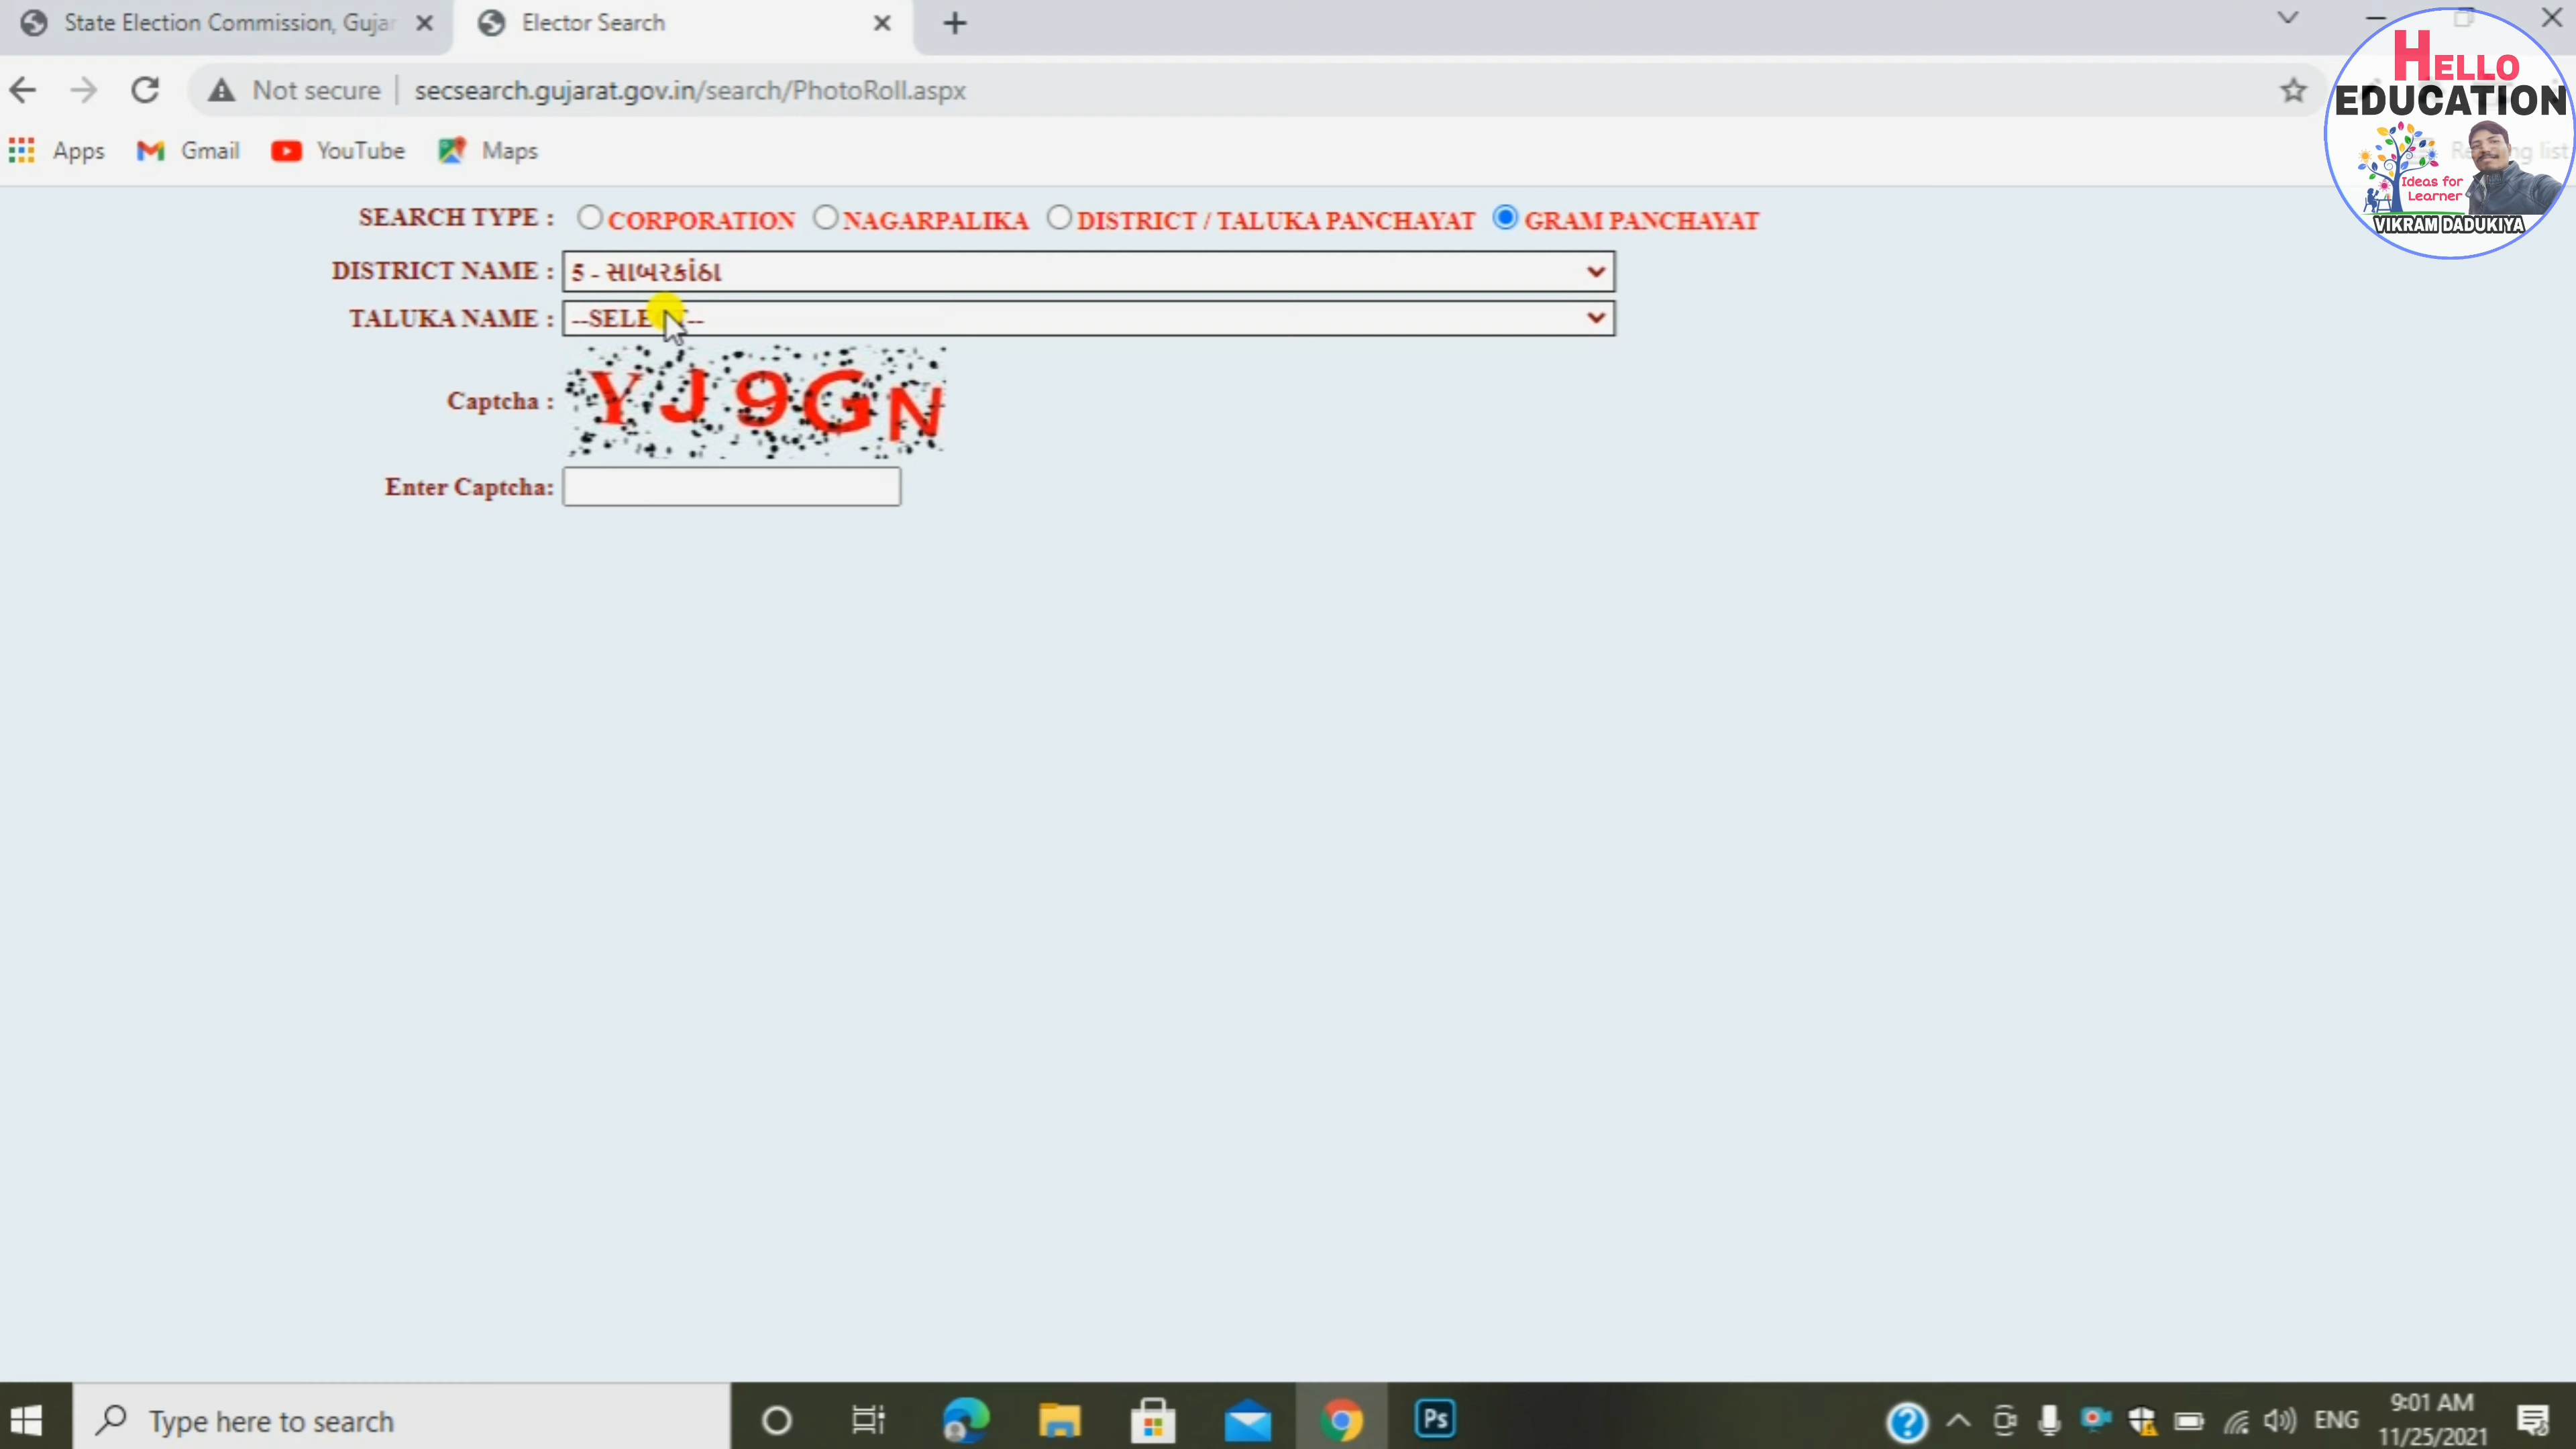 State Election Commission, Gujar
Elector Search
Not secure
secsearch.gujarat.gov.in/search/PhotoRoll.aspx
Apps
Gmail
YouTube
Maps
HELLO
EDUCATION
Ideas for
Learner
VIKRAM DADUKIYA
SEARCH TYPE : CORPORATION NAGARPALIKA DISTRICT / TALUKA PANCHAYAT GRAM PANCHAYAT
DISTRICT NAME : 5 - સાબરકાંઠા
TALUKA NAME : --SELECT--
Captcha : YJ9GN
Enter Captcha:
Type here to search
Ps
ENG
9:01 AM
11/25/2021